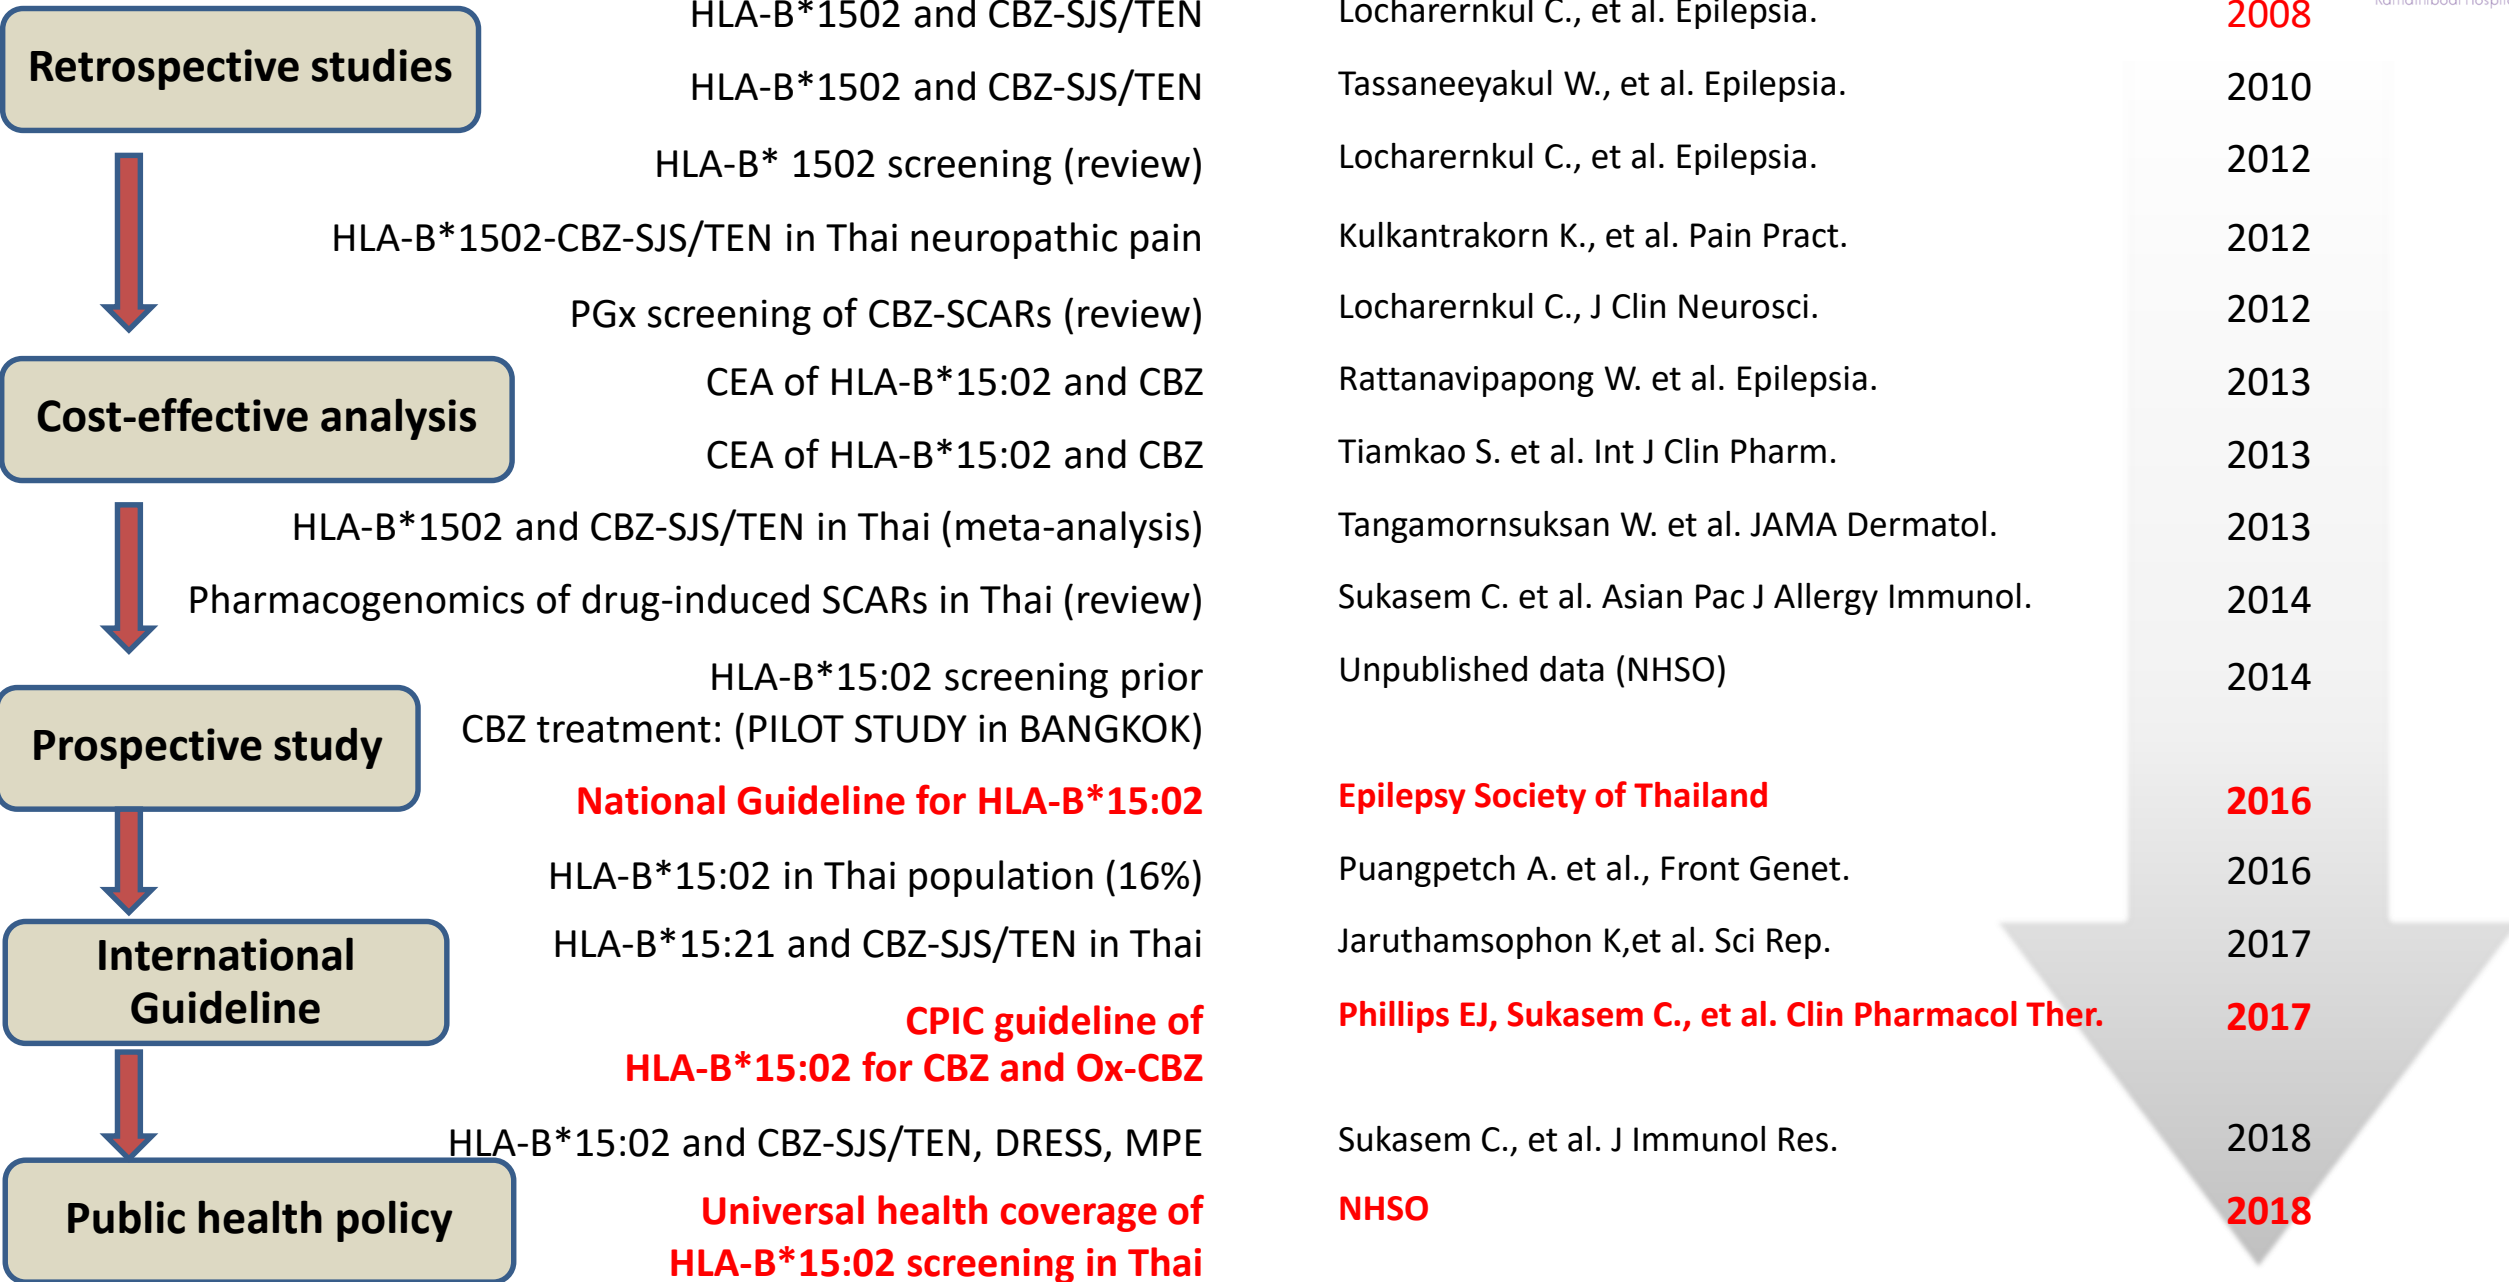 HLA-B*1502 and CBZ-SJS/TEN Locharernkul C., et al. Epilepsia. 2008
Retrospective studies
HLA-B*1502 and CBZ-SJS/TEN Tassaneeyakul W., et al. Epilepsia. 2010
HLA-B* 1502 screening (review) Locharernkul C., et al. Epilepsia. 2012
HLA-B*1502-CBZ-SJS/TEN in Thai neuropathic pain Kulkantrakorn K., et al. Pain Pract. 2012
PGx screening of CBZ-SCARs (review) Locharernkul C., J Clin Neurosci. 2012
Cost-effective analysis
CEA of HLA-B*15:02 and CBZ Rattanavipapong W. et al. Epilepsia. 2013
CEA of HLA-B*15:02 and CBZ Tiamkao S. et al. Int J Clin Pharm. 2013
HLA-B*1502 and CBZ-SJS/TEN in Thai (meta-analysis) Tangamornsuksan W. et al. JAMA Dermatol. 2013
Pharmacogenomics of drug-induced SCARs in Thai (review) Sukasem C. et al. Asian Pac J Allergy Immunol. 2014
Prospective study
HLA-B*15:02 screening prior Unpublished data (NHSO) 2014
CBZ treatment: (PILOT STUDY in BANGKOK)
National Guideline for HLA-B*15:02 Epilepsy Society of Thailand 2016
HLA-B*15:02 in Thai population (16%) Puangpetch A. et al., Front Genet. 2016
International
Guideline
HLA-B*15:21 and CBZ-SJS/TEN in Thai Jaruthamsophon K,et al. Sci Rep. 2017
CPIC guideline of Phillips EJ, Sukasem C., et al. Clin Pharmacol Ther. 2017
HLA-B*15:02 for CBZ and Ox-CBZ
HLA-B*15:02 and CBZ-SJS/TEN, DRESS, MPE Sukasem C., et al. J Immunol Res. 2018
Public health policy
Universal health coverage of NHSO 2018
HLA-B*15:02 screening in Thai